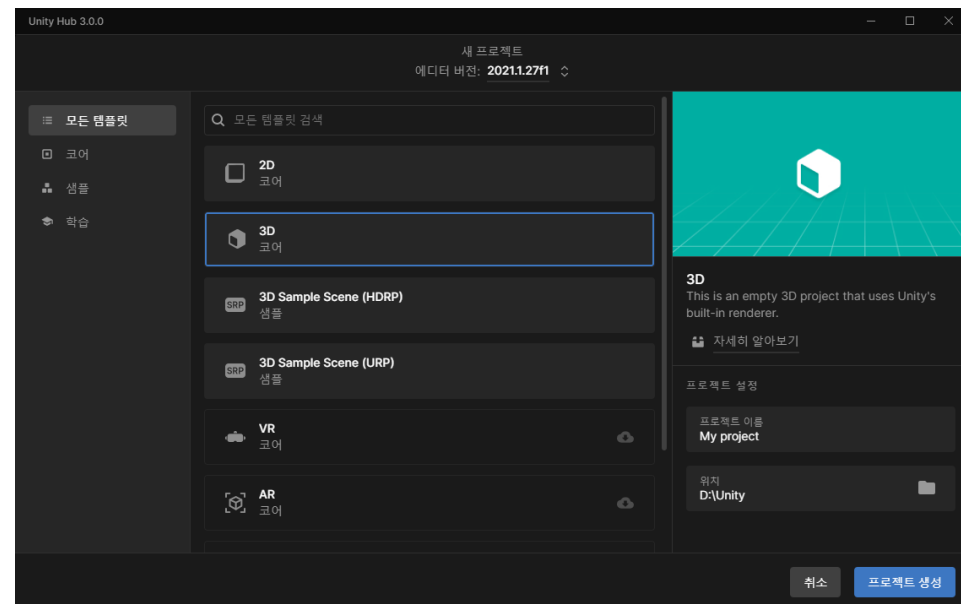 Unity Hub 3.0.0
새 프로젝트
에디터 버전: 2021.1.27f1
모든 템플릿
코어
샘플
학습
모든 템플릿 검색
2D
코어
3D
코어
SRP
3D Sample Scene (HDRP)
샘플
SRP
3D Sample Scene (URP)
샘플
VR
코어
AR
코어
3D
This is an empty 3D project that uses Unity's
built-in renderer.
자세히 알아보기
프로젝트 설정
프로젝트 이름
My project
위치
D:\Unity
취소
프로젝트 생성